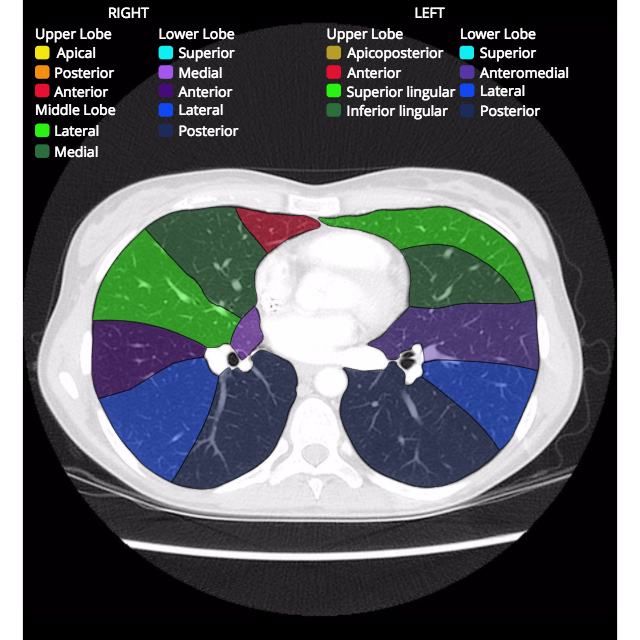 RIGHT
Upper Lobe
Apical
Posterior
Anterior
Middle Lobe
Lateral
Medial
Lower Lobe
Superior
Medial
Anterior
Lateral
Posterior
LEFT
Upper Lobe
Apicoposterior
Anterior
Superior lingular
Inferior lingular
Lower Lobe
Superior
Anteromedial
Lateral
Posterior